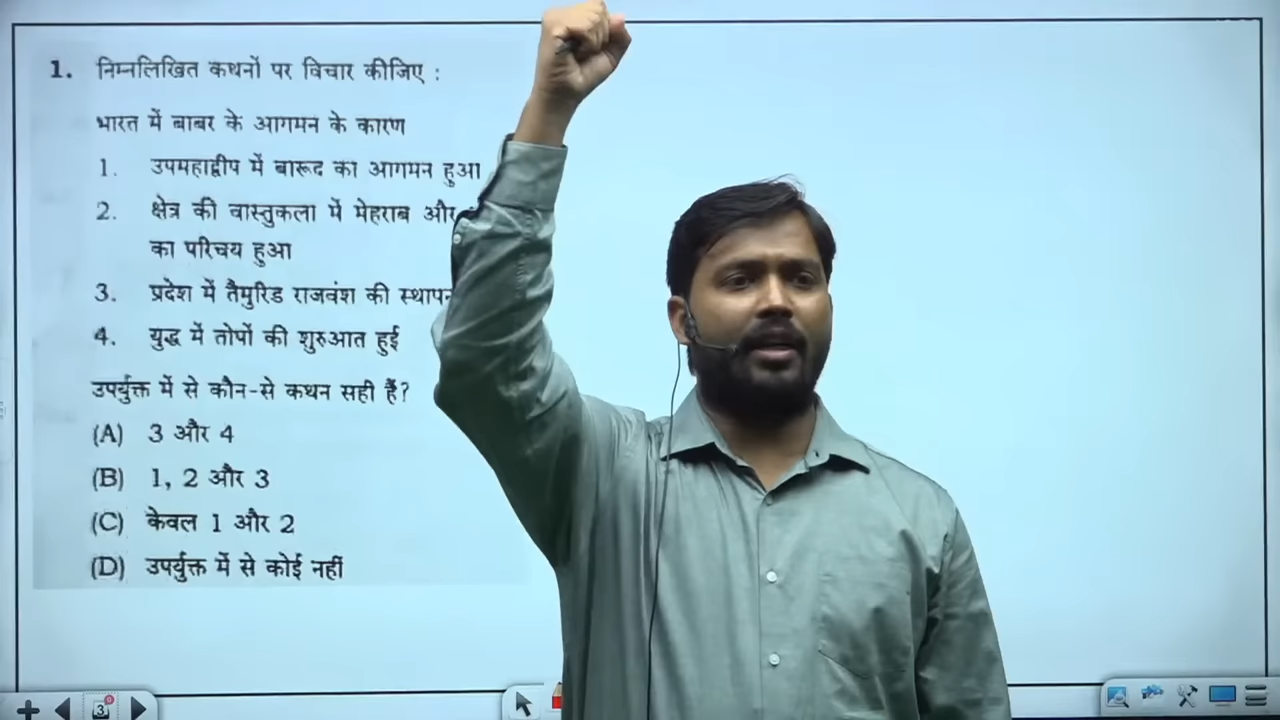 1. निम्नलिखित कथनों पर विचार कीजिए :
भारत में बाबर के आगमन के कारण
1. उपमहाद्वीप में बारूद का आगमन हुआ
2. क्षेत्र की वास्तुकला में मेहराब और
का परिचय हुआ
3. प्रदेश में तैमुरिड राजवंश की
4. युद्ध में तोपों की शुरुआत हुई
उपर्युक्त में से कौन-से कथन सही हैं?
(A) 3 और 4
(B) 1, 2 और 3
(C) केवल 1 और 2
(D) उपर्युक्त में से कोई नहीं
3